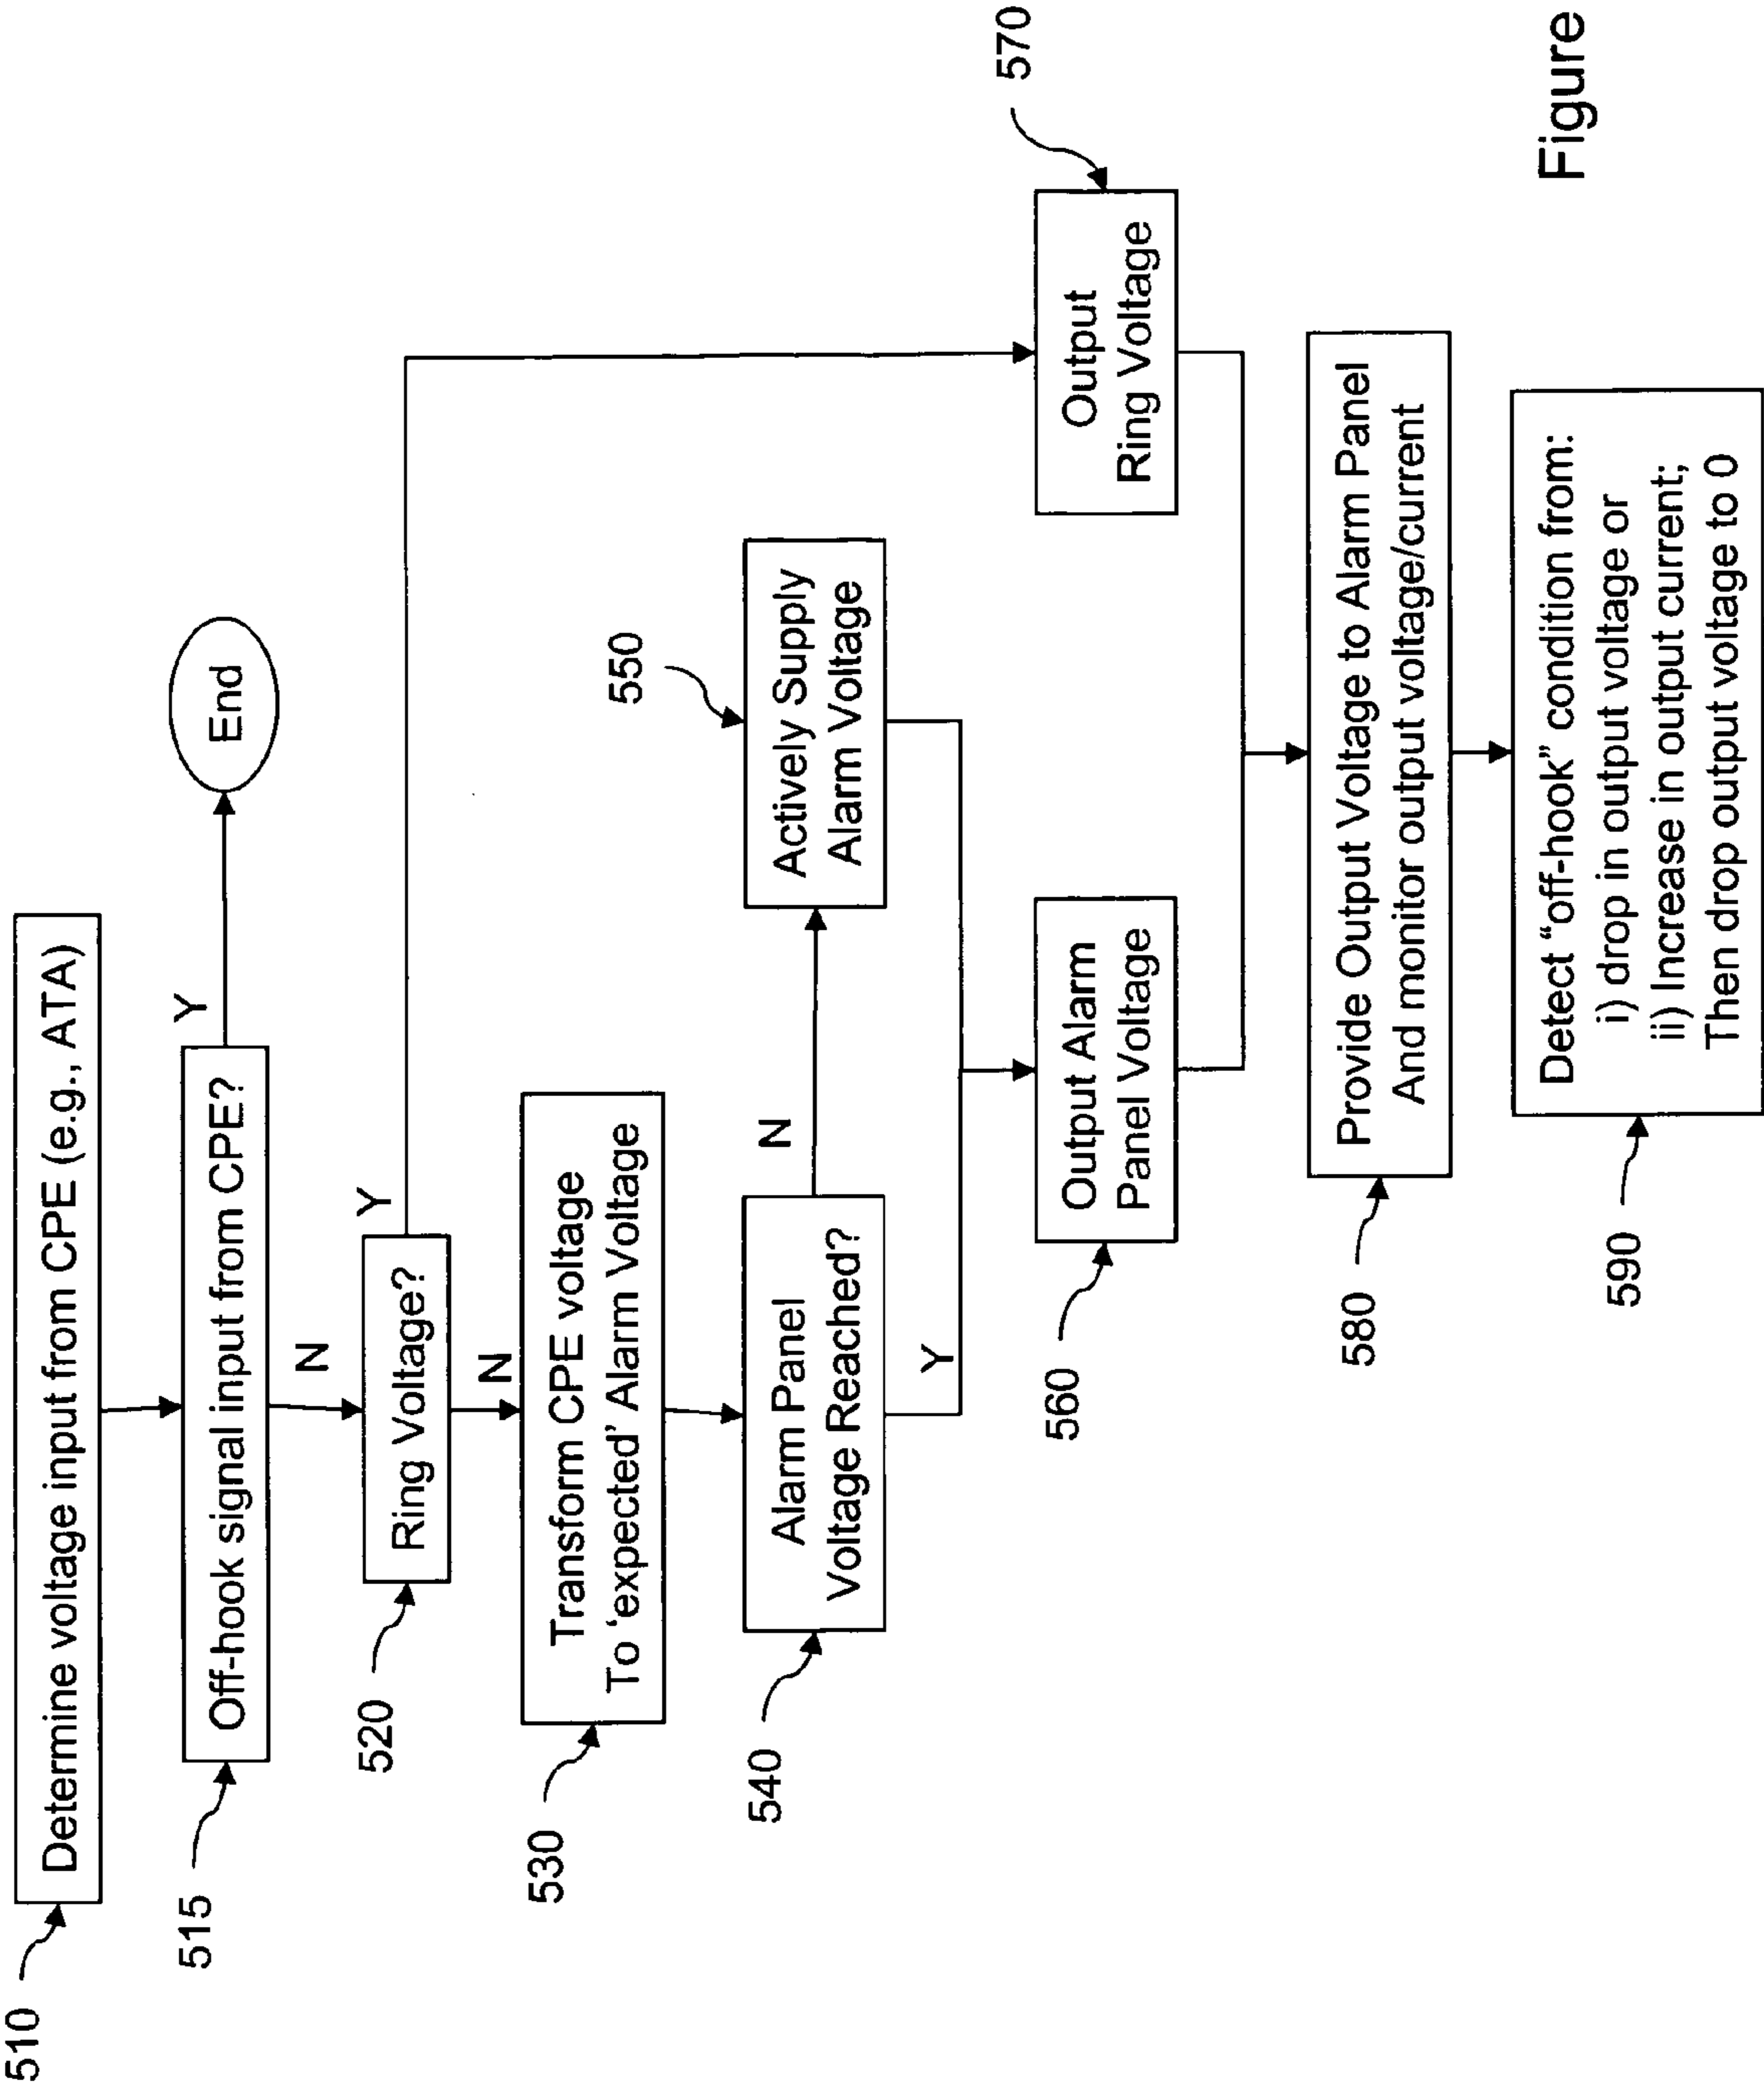 510
Determine voltage input from CPE (e.g., ATA)
515
Off-hook signal input from CPE?
Y
End
N
520
Ring Voltage?
Y
N
530
Transform CPE voltage
To ‘expected’ Alarm Voltage
540
Alarm Panel
Voltage Reached?
N
Y
550
Actively Supply
Alarm Voltage
560
Output Alarm
Panel Voltage
570
Output
Ring Voltage
580
Provide Output Voltage to Alarm Panel
And monitor output voltage/current
590
Detect “off-hook” condition from:
i) drop in output voltage or
ii) Increase in output current;
Then drop output voltage to 0
Figure